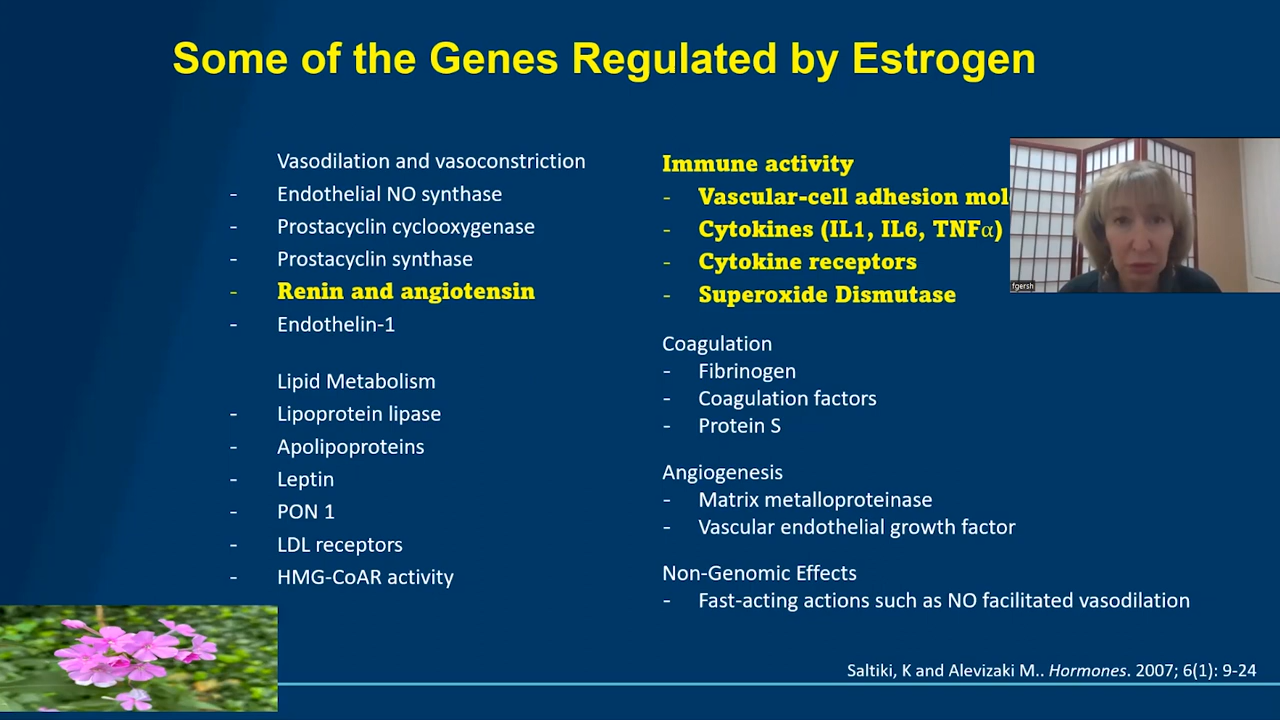 Some of the Genes Regulated by Estrogen
Vasodilation and vasoconstriction
- Endothelial NO synthase
- Prostacyclin cyclooxygenase
- Prostacyclin synthase
- Renin and angiotensin
- Endothelin-1
Lipid Metabolism
- Lipoprotein lipase
- Apolipoproteins
- Leptin
- PON 1
- LDL receptors
- HMG-CoAR activity
Immune activity
- Vascular-cell adhesion
- Cytokines (IL1, IL6, TNFα)
- Cytokine receptors
- Superoxide Dismutase
Coagulation
- Fibrinogen
- Coagulation factors
- Protein S
Angiogenesis
- Matrix metalloproteinase
- Vascular endothelial growth factor
Non-Genomic Effects
- Fast-acting actions such as NO facilitated vasodilation
fgersh
Saltiki, K and Alevizaki M.. Hormones. 2007; 6(1): 9-24